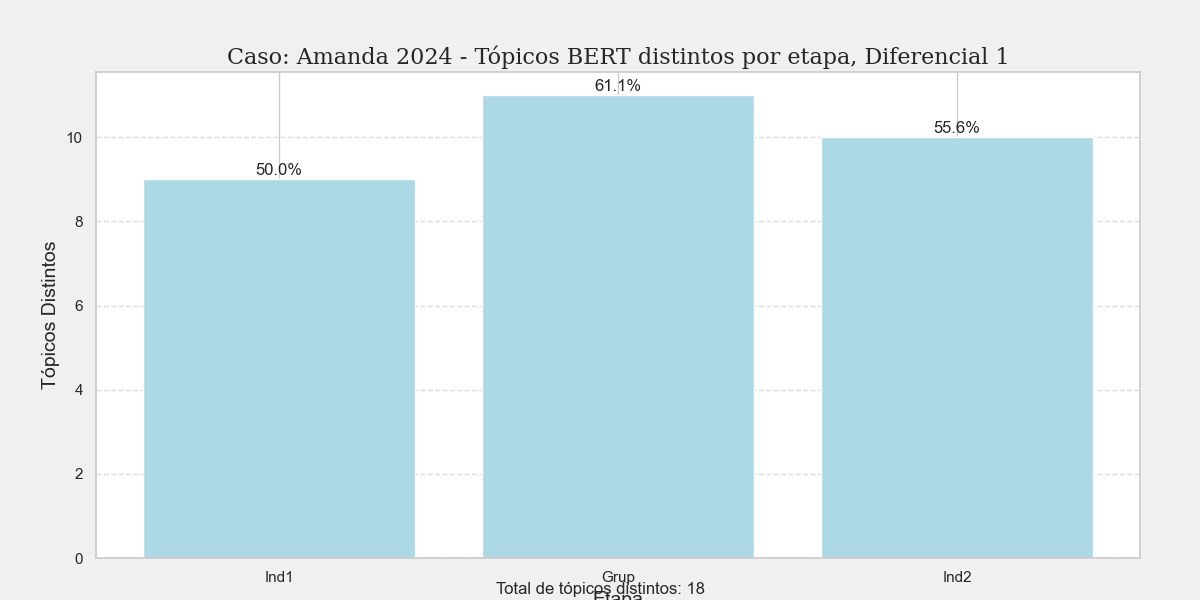 Caso: Amanda 2024 - Tópicos BERT distintos por etapa, Diferencial 1
61.1%
55.6%
50.0%
10
8
6
4
2
0
Tópicos Distintos
Ind1
Grup
Ind2
Total de tópicos distintos: 18
Etapa